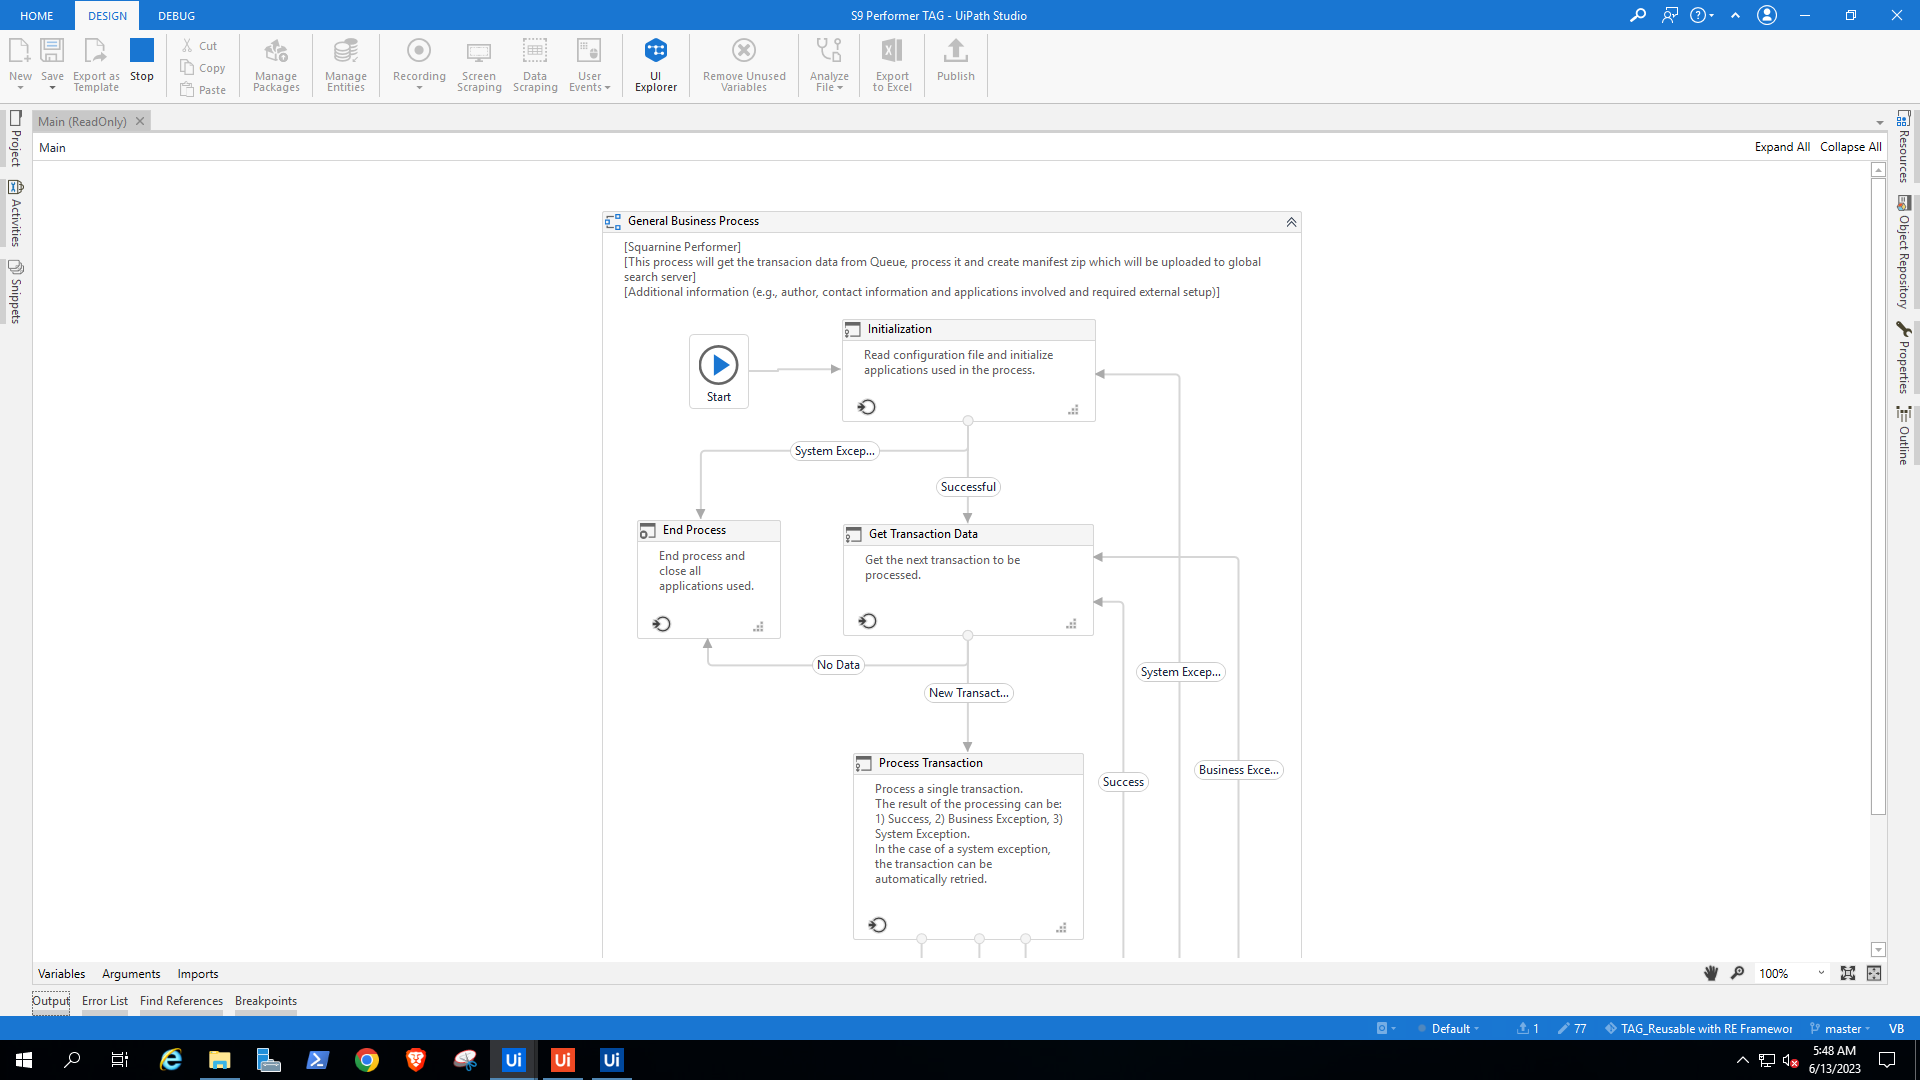 HOME
DESIGN
DEBUG
S9 Performer TAG - UiPath Studio
New
Save
Export as
Template
Stop
Cut
Copy
Paste
Manage
Packages
Manage
Entities
Recording
Screen
Scraping
Data
Scraping
User
Events
UI
Explorer
Remove Unused
Variables
Analyze
File
Export
to Excel
Publish
Main (ReadOnly)
Main
Expand All
Collapse All
Project
Activities
Snippets
Resources
Object Repository
Properties
Outline
General Business Process
[Squarnine Performer]
[This process will get the transacion data from Queue, process it and create manifest zip which will be uploaded to global
search server]
[Additional information (e.g., author, contact information and applications involved and required external setup)]
Start
Initialization
Read configuration file and initialize
applications used in the process.
System Excep...
Successful
End Process
End process and
close all
applications used.
Get Transaction Data
Get the next transaction to be
processed.
No Data
New Transact...
System Excep...
Process Transaction
Process a single transaction.
The result of the processing can be:
1) Success, 2) Business Exception, 3)
System Exception.
In the case of a system exception,
the transaction can be
automatically retried.
Success
Business Exce...
Variables
Arguments
Imports
100%
Output
Error List
Find References
Breakpoints
Default
1
77
TAG_Reusable with RE Framewor
master
VB
Ui
Ui
Ui
5:48 AM
6/13/2023